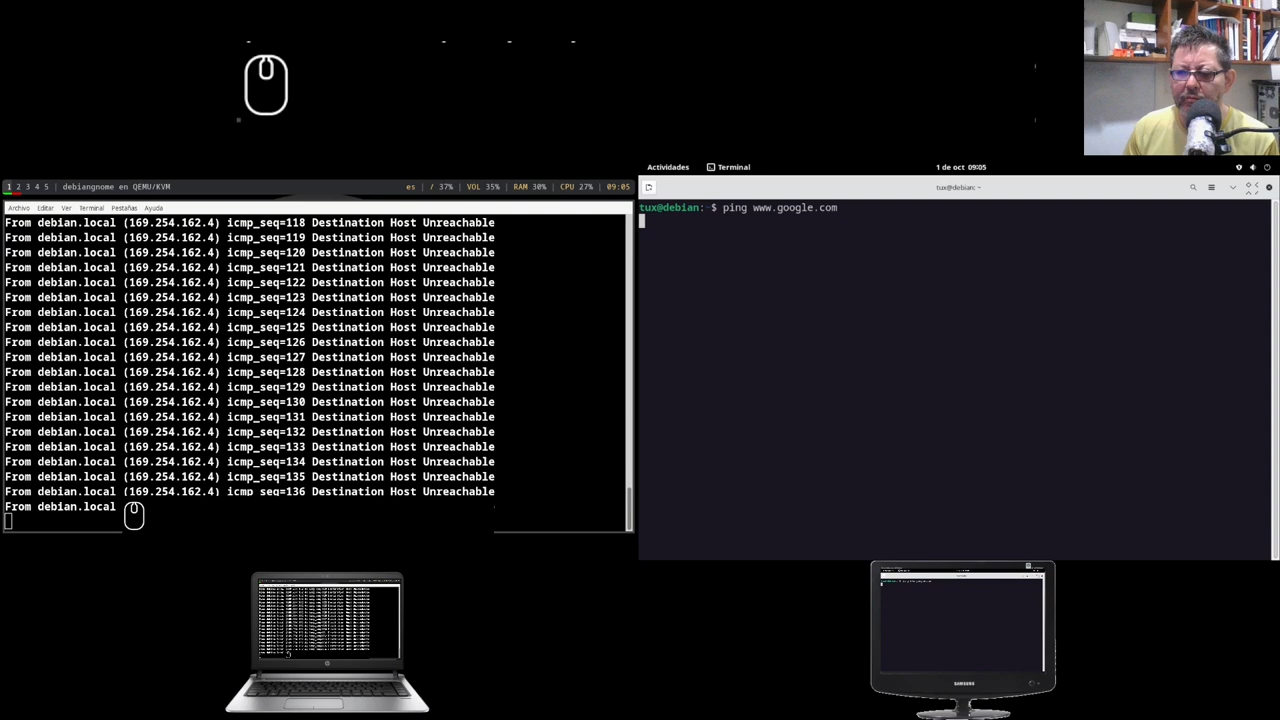 1 2 3 4 5 | debiangnome en QEMU/KVM
es | / 37% | VOL 35% | RAM 30% | CPU 27% | 09:05
Archivo Editar Ver Terminal Pestañas Ayuda
From debian.local (169.254.162.4) icmp_seq=118 Destination Host Unreachable
From debian.local (169.254.162.4) icmp_seq=119 Destination Host Unreachable
From debian.local (169.254.162.4) icmp_seq=120 Destination Host Unreachable
From debian.local (169.254.162.4) icmp_seq=121 Destination Host Unreachable
From debian.local (169.254.162.4) icmp_seq=122 Destination Host Unreachable
From debian.local (169.254.162.4) icmp_seq=123 Destination Host Unreachable
From debian.local (169.254.162.4) icmp_seq=124 Destination Host Unreachable
From debian.local (169.254.162.4) icmp_seq=125 Destination Host Unreachable
From debian.local (169.254.162.4) icmp_seq=126 Destination Host Unreachable
From debian.local (169.254.162.4) icmp_seq=127 Destination Host Unreachable
From debian.local (169.254.162.4) icmp_seq=128 Destination Host Unreachable
From debian.local (169.254.162.4) icmp_seq=129 Destination Host Unreachable
From debian.local (169.254.162.4) icmp_seq=130 Destination Host Unreachable
From debian.local (169.254.162.4) icmp_seq=131 Destination Host Unreachable
From debian.local (169.254.162.4) icmp_seq=132 Destination Host Unreachable
From debian.local (169.254.162.4) icmp_seq=133 Destination Host Unreachable
From debian.local (169.254.162.4) icmp_seq=134 Destination Host Unreachable
From debian.local (169.254.162.4) icmp_seq=135 Destination Host Unreachable
From debian.local (169.254.162.4) icmp_seq=136 Destination Host Unreachable
From debian.local
Actividades Terminal 1 de oct 09:05
tux@debian: ~
tux@debian:~$ ping www.google.com
SAMSUNG